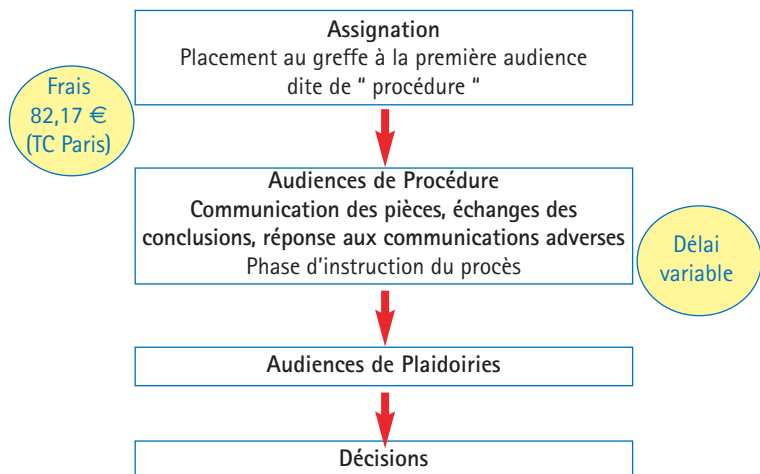 Assignation
Placement au greffe à la première audience
dite de “ procédure “
Frais
82,17 €
(TC Paris)
Audiences de Procédure
Communication des pièces, échanges des
conclusions, réponse aux communications adverses
Phase d’instruction du procès
Délai
variable
Audiences de Plaidoiries
Décisions